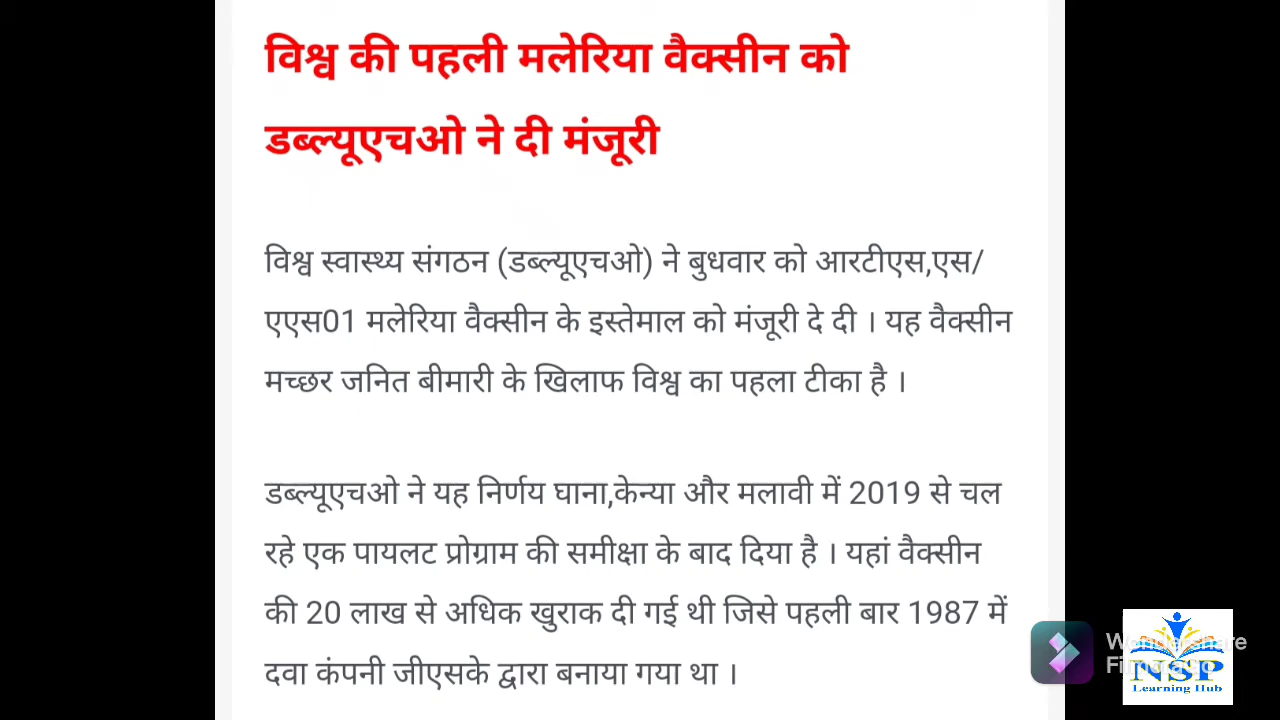 विश्व की पहली मलेरिया वैक्सीन को
डब्ल्यूएचओ ने दी मंजूरी
विश्व स्वास्थ्य संगठन (डब्ल्यूएचओ) ने बुधवार को आरटीएस,एस/
एएस01 मलेरिया वैक्सीन के इस्तेमाल को मंजूरी दे दी । यह वैक्सीन
मच्छर जनित बीमारी के खिलाफ विश्व का पहला टीका है ।
डब्ल्यूएचओ ने यह निर्णय घाना,केन्या और मलावी में 2019 से चल
रहे एक पायलट प्रोग्राम की समीक्षा के बाद दिया है । यहां वैक्सीन
की 20 लाख से अधिक खुराक दी गई थी जिसे पहली बार 1987 में
दवा कंपनी जीएसके द्वारा बनाया गया था ।
Wondershare
NSP
Learning Hub